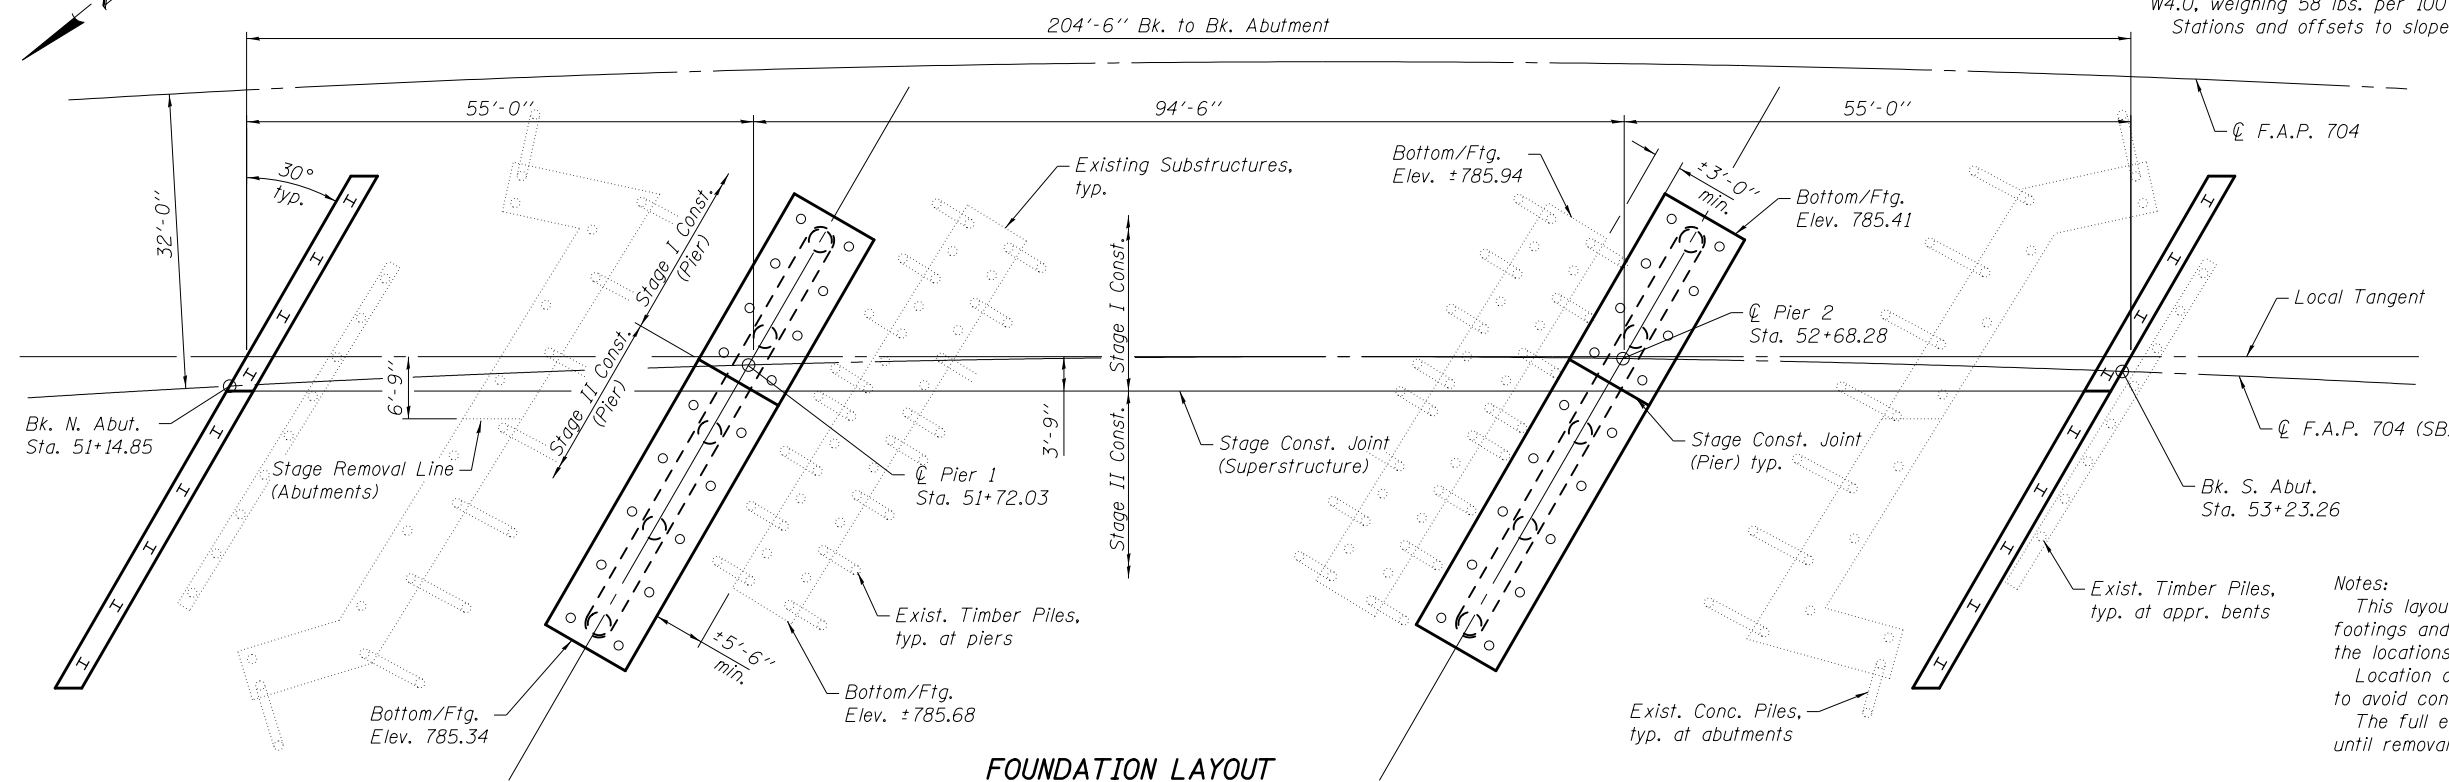 W4.0, weighing 58 lbs. per 100
Stations and offsets to slope
204'-6" Bk. to Bk. Abutment
55'-0"
94'-6"
55'-0"
℄ F.A.P. 704
32'-0"
30°
typ.
Existing Substructures,
typ.
Bottom/Ftg.
Elev. ±785.94
±3'-0"
min.
Bottom/Ftg.
Elev. 785.41
Stage I Const.
(Pier)
Stage II Const.
(Pier)
Stage I Const.
Stage II Const.
℄ Pier 2
Sta. 52+68.28
Local Tangent
6'-9"
3'-9"
Bk. N. Abut.
Sta. 51+14.85
Stage Removal Line
(Abutments)
℄ Pier 1
Sta. 51+72.03
Stage Const. Joint
(Superstructure)
Stage Const. Joint
(Pier) typ.
℄ F.A.P. 704 (SB
Bk. S. Abut.
Sta. 53+23.26
Exist. Timber Piles,
typ. at piers
±5'-6"
min.
Exist. Timber Piles,
typ. at appr. bents
Bottom/Ftg.
Elev. 785.34
Bottom/Ftg.
Elev. ±785.68
Exist. Conc. Piles,
typ. at abutments
Notes:
This layou
footings and
the locations
Location o
to avoid con
The full e
until removal
FOUNDATION LAYOUT